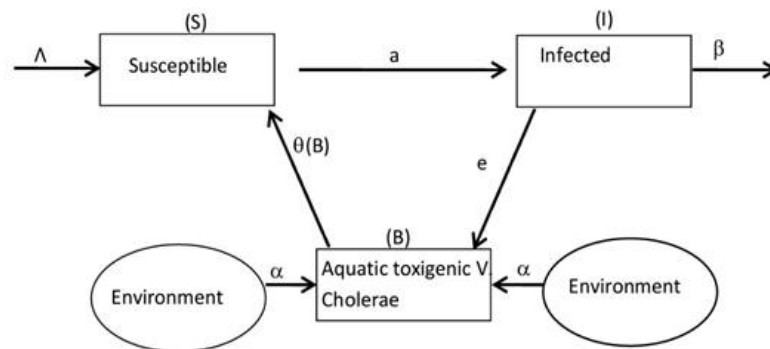 (S)
(I)
Λ
Susceptible
a
Infected
β
θ(B)
e
(B)
Environment
α
Aquatic toxigenic V.
Cholerae
α
Environment